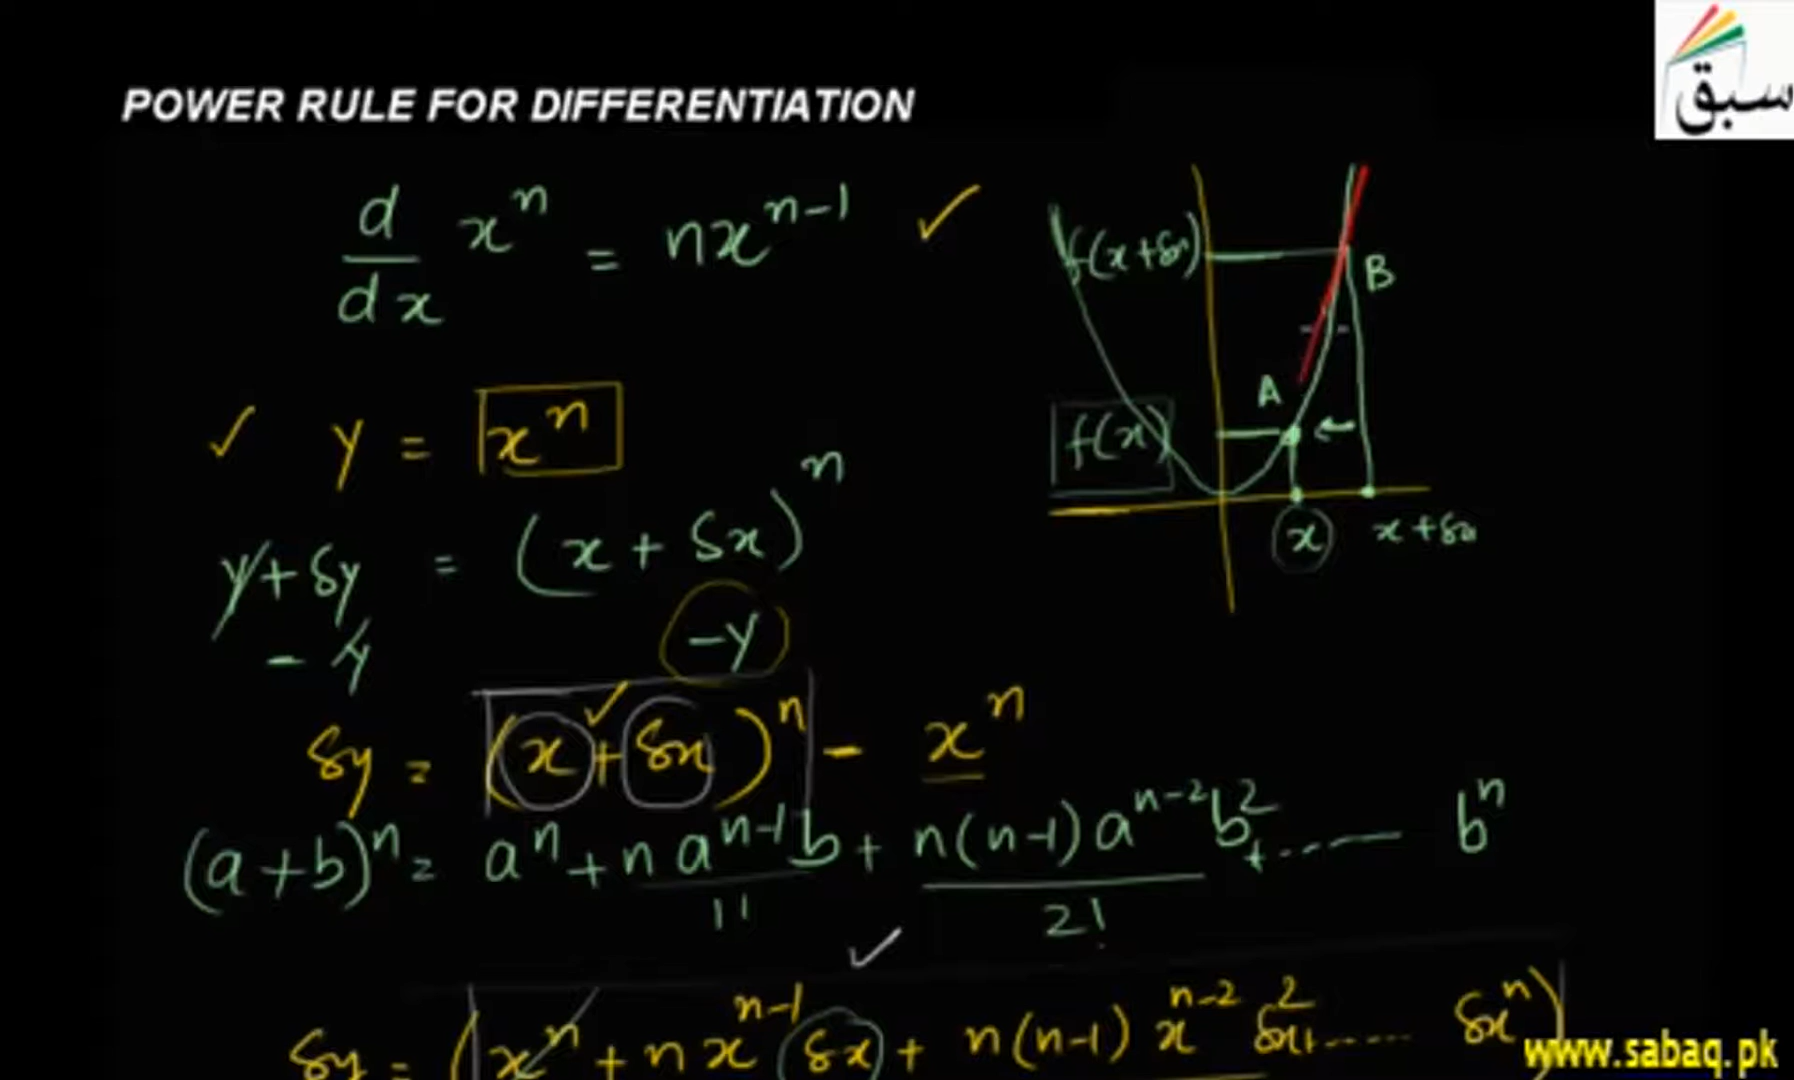 سبق
POWER RULE FOR DIFFERENTIATION
d/dx x^n = nx^(n-1) ✓
f(x+δx)
B
A
f(x)
x x+δx
✓ y = x^n
y+δy = (x+δx)^n
-y -y
δy = (x+δx)^n - x^n
(a+b)^n = a^n + n a^(n-1) b / 1! + n(n-1) a^(n-2) b^2 / 2! + ...... b^n
δy = (x^n + n x^(n-1) δx + n(n-1) x^(n-2) δx^2 + ..... δx^n)
www.sabaq.pk